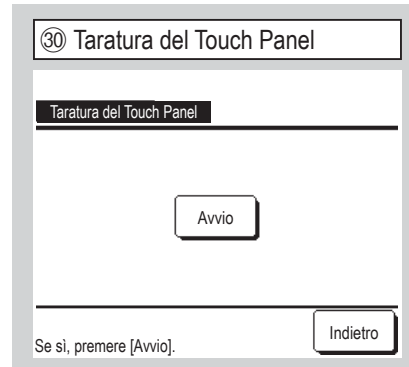 ㉚ Taratura del Touch Panel
Taratura del Touch Panel
Avvio
Se sì, premere [Avvio].
Indietro